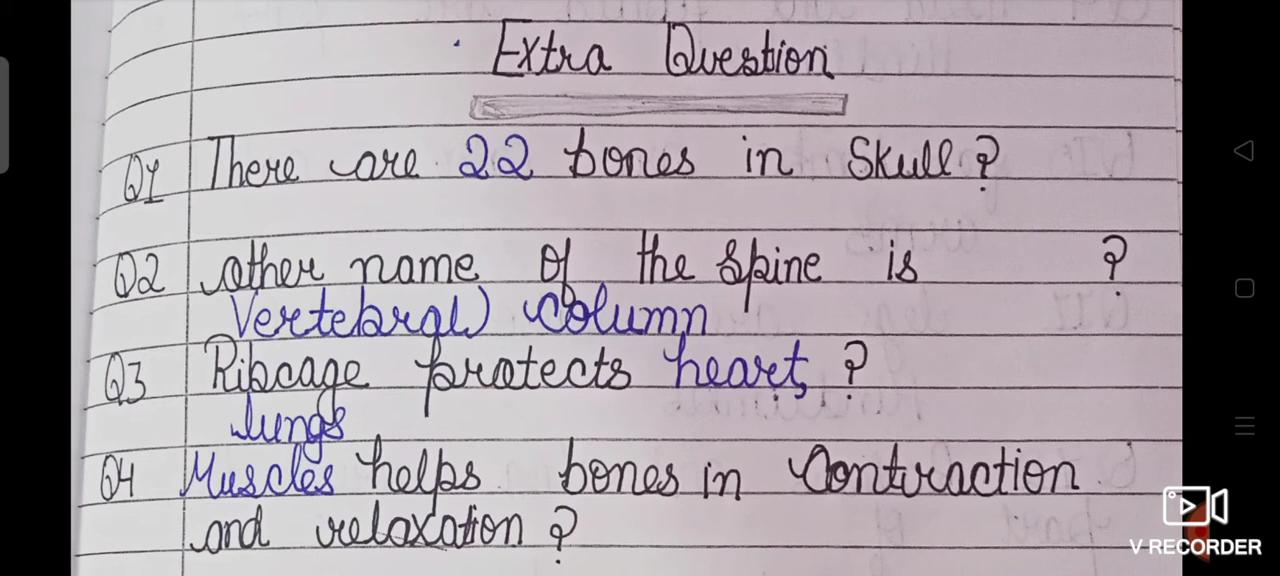 Extra Question
Q1 There are 22 bones in Skull?
Q2 other name of the spine is ?
Vertebral) column
Q3 Ribcage protects heart, ?
lungs
Q4 Muscles helps bones in Contraction
and relaxation ?
V RECORDER